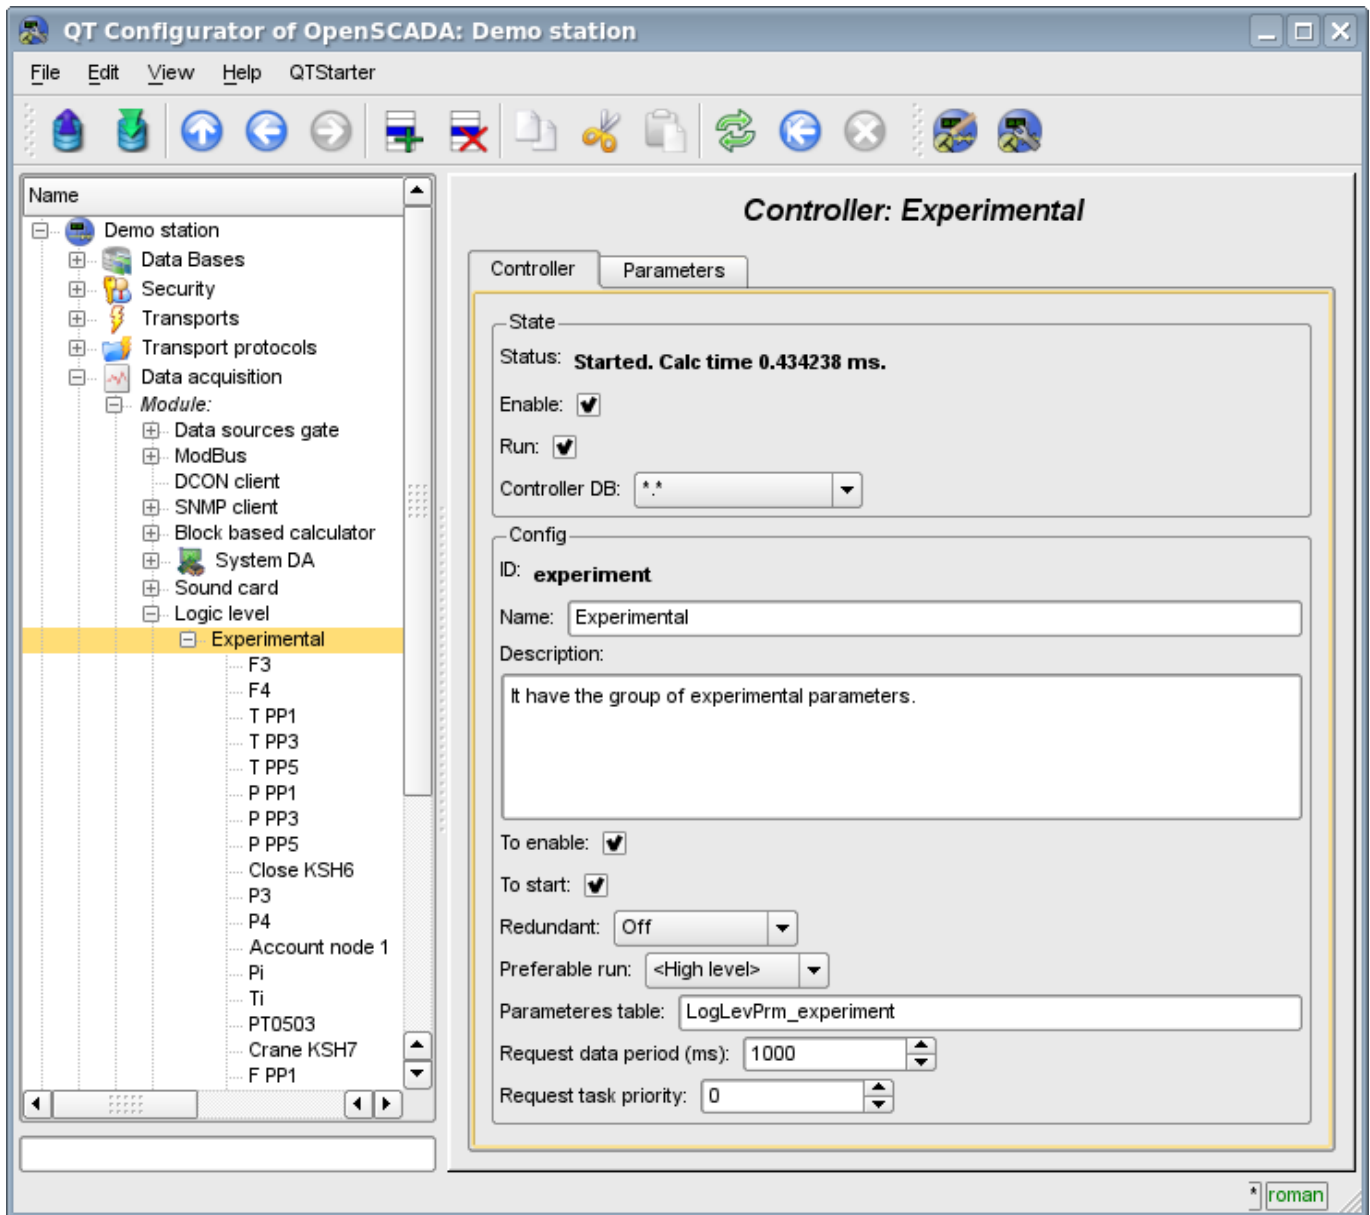 QT Configurator of OpenSCADA: Demo station
File Edit View Help QTStarter
Name
Demo station
Data Bases
Security
Transports
Transport protocols
Data acquisition
Module:
Data sources gate
ModBus
DCON client
SNMP client
Block based calculator
System DA
Sound card
Logic level
Experimental
F3
F4
T PP1
T PP3
T PP5
P PP1
P PP3
P PP5
Close KSH6
P3
P4
Account node 1
Pi
Ti
PT0503
Crane KSH7
F PP1
Controller: Experimental
Controller Parameters
State
Status: Started. Calc time 0.434238 ms.
Enable:
Run:
Controller DB: *.*
Config
ID: experiment
Name: Experimental
Description:
It have the group of experimental parameters.
To enable:
To start:
Redundant: Off
Preferable run: <High level>
Parameteres table: LogLevPrm_experiment
Request data period (ms): 1000
Request task priority: 0
* roman